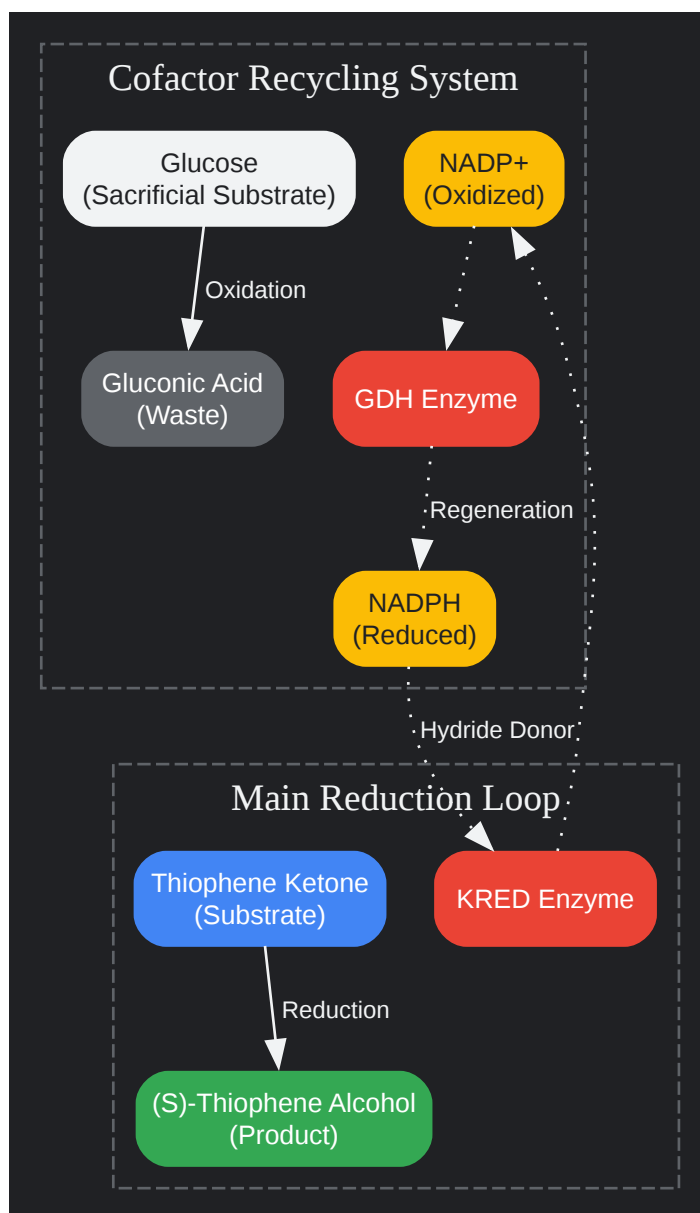 Cofactor Recycling System
Glucose
(Sacrificial Substrate)
NADP+
(Oxidized)
Oxidation
Gluconic Acid
(Waste)
GDH Enzyme
Regeneration
NADPH
(Reduced)
Hydride Donor
Main Reduction Loop
Thiophene Ketone
(Substrate)
KRED Enzyme
Reduction
(S)-Thiophene Alcohol
(Product)